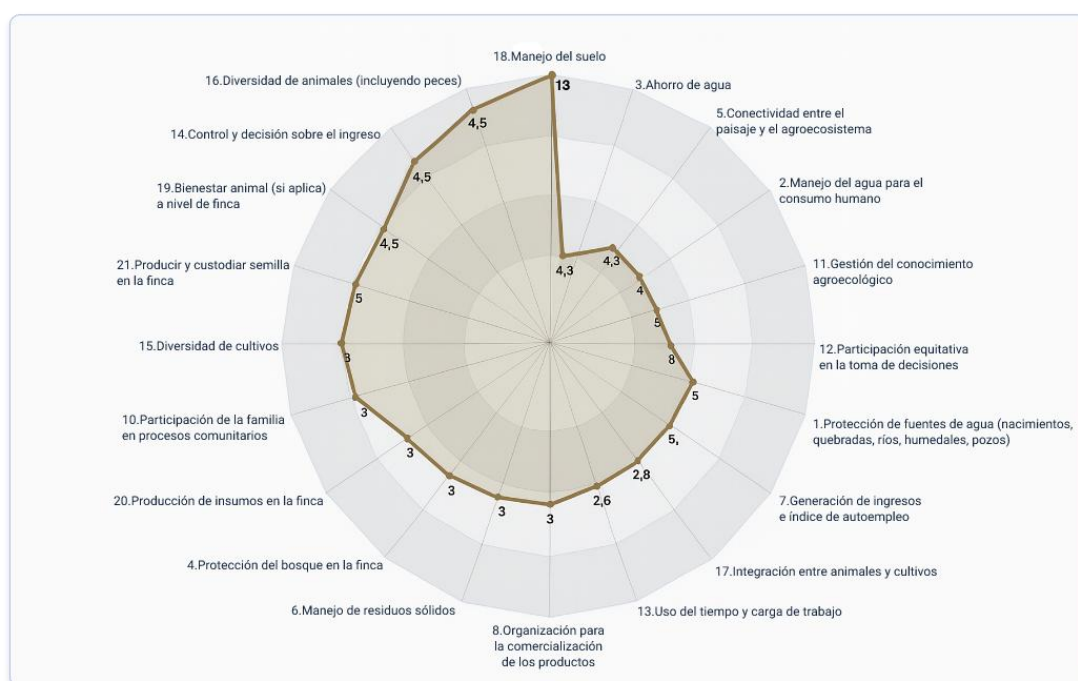 18.Manejo del suelo
16.Diversidad de animales (incluyendo peces)
3.Ahorro de agua
13
5.Conectividad entre el
paisaje y el agroecosistema
14.Control y decisión sobre el ingreso
4,5
4,5
19.Bienestar animal (si aplica)
a nivel de finca
2.Manejo del agua para el
consumo humano
4,5
4,3
4,3
21.Producir y custodiar semilla
en la finca
11.Gestión del conocimiento
agroecológico
4
5
5
15.Diversidad de cultivos
3
8
12.Participación equitativa
en la toma de decisiones
5
10.Participación de la familia
en procesos comunitarios
3
1.Protección de fuentes de agua (nacimientos,
quebradas, ríos, humedales, pozos)
3
5,
20.Producción de insumos en la finca
3
2,8
7.Generación de ingresos
e índice de autoempleo
3
3
2,6
4.Protección del bosque en la finca
17.Integración entre animales y cultivos
6.Manejo de residuos sólidos
13.Uso del tiempo y carga de trabajo
8.Organización para
la comercialización
de los productos